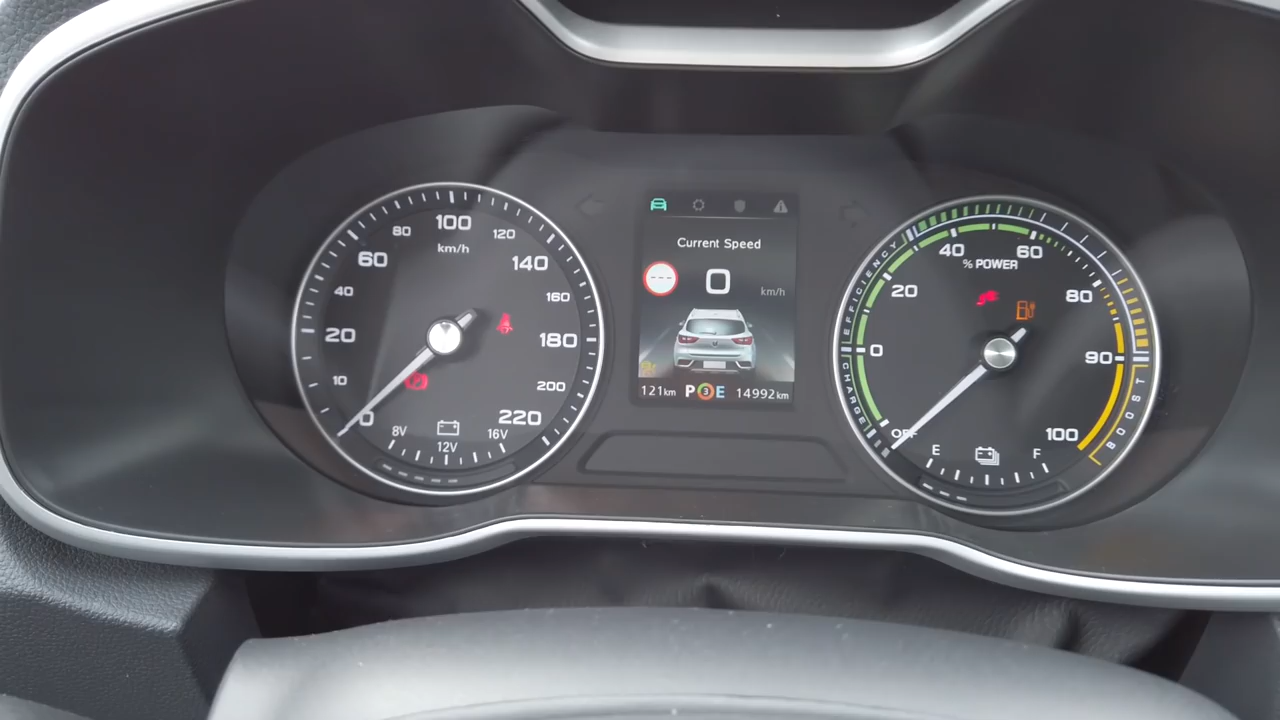 100
80
120
km/h
60
140
40
160
20
180
10
200
0
220
8V
12V
16V
Current Speed
---
0
km/h
121km
P
3
E
14992km
40
60
% POWER
20
80
0
90
100
OFF
E
F
EFFICIENCY
CHARGE
BOOST